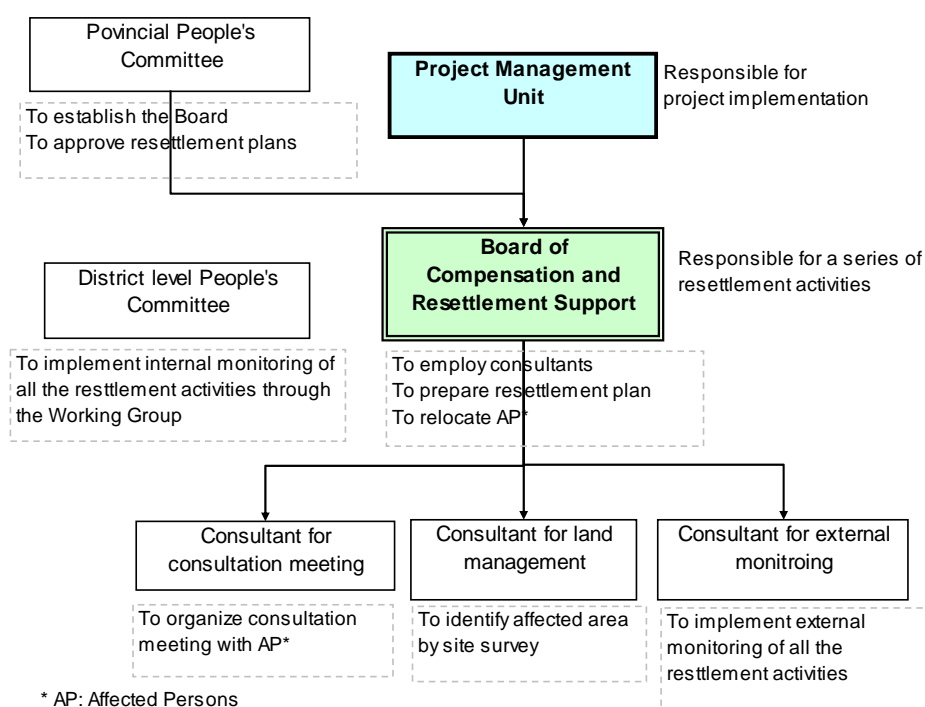 Povincial People's
Committee
To establish the Board
To approve resettlement plans
Project Management
Unit
Responsible for
project implementation
Board of
Compensation and
Resettlement Support
Responsible for a series of
resettlement activities
District level People's
Committee
To implement internal monitoring of
all the resttlement activities through
the Working Group
To employ consultants
To prepare resettlement plan
To relocate AP*
Consultant for
consultation meeting
To organize consultation
meeting with AP*
Consultant for land
management
To identify affected area
by site survey
Consultant for external
monitroing
To implement external
monitoring of all the
resttlement activities
* AP: Affected Persons